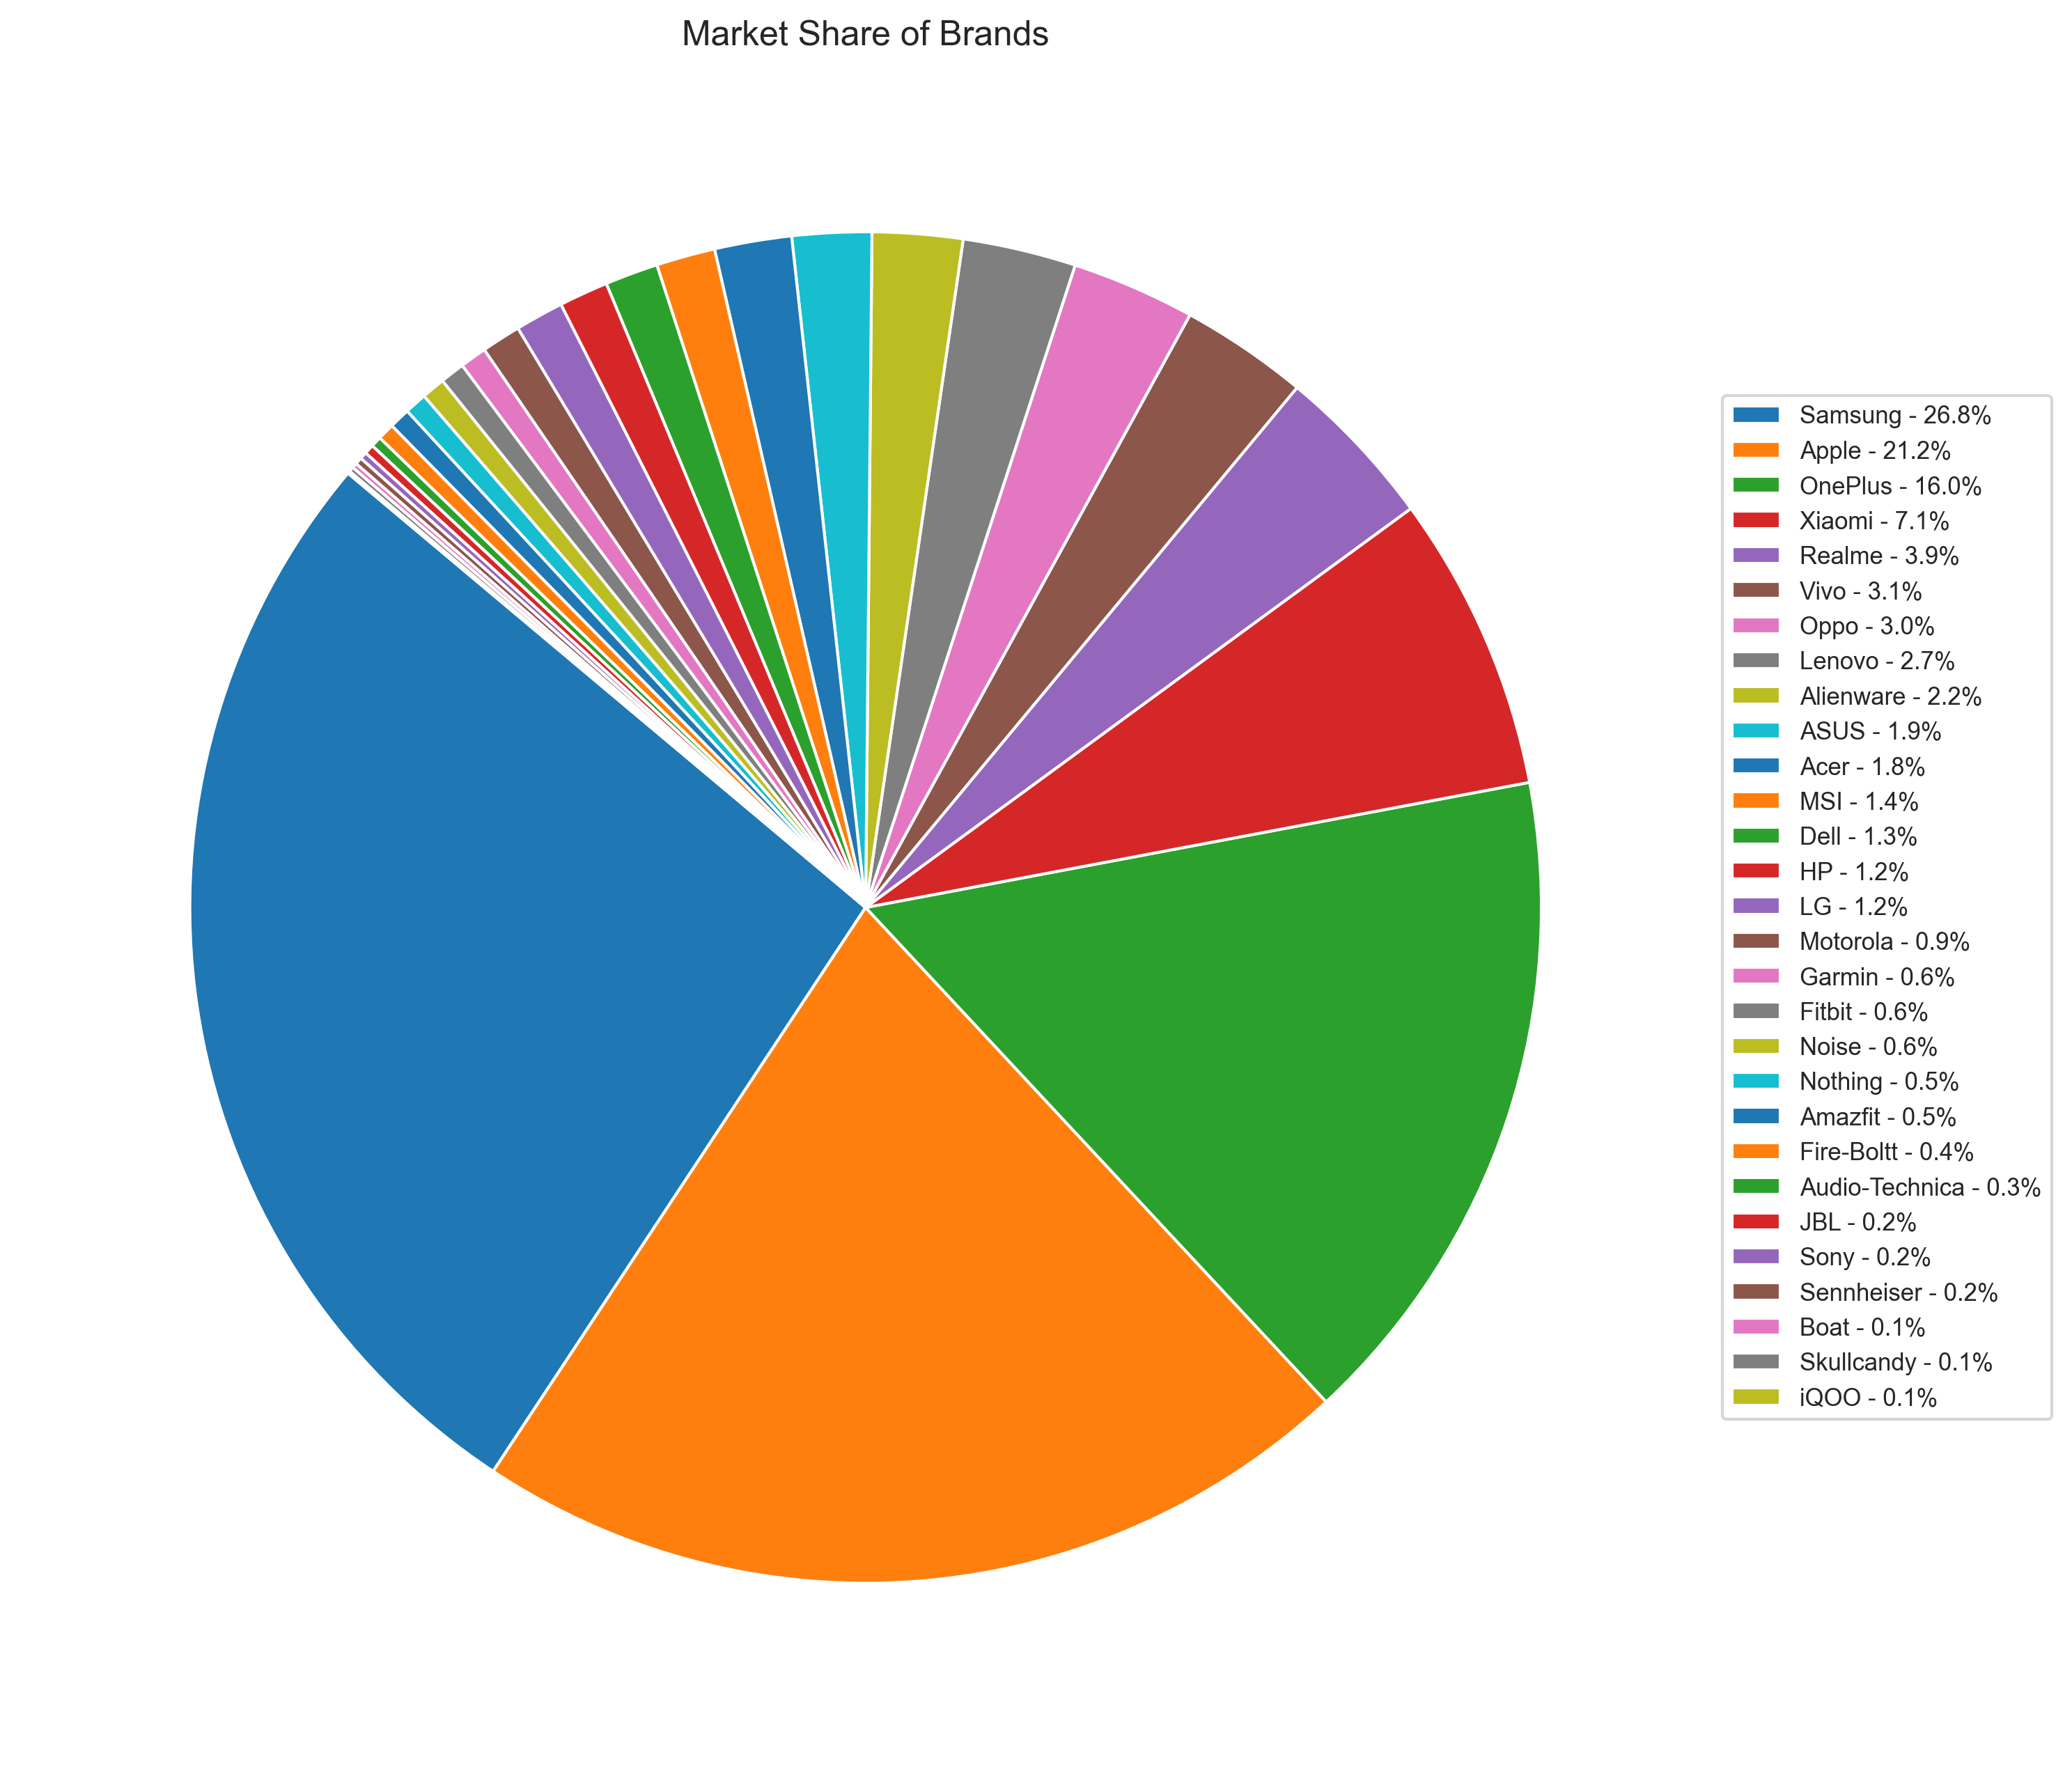 Market Share of Brands
Samsung - 26.8%
Apple - 21.2%
OnePlus - 16.0%
Xiaomi - 7.1%
Realme - 3.9%
Vivo - 3.1%
Oppo - 3.0%
Lenovo - 2.7%
Alienware - 2.2%
ASUS - 1.9%
Acer - 1.8%
MSI - 1.4%
Dell - 1.3%
HP - 1.2%
LG - 1.2%
Motorola - 0.9%
Garmin - 0.6%
Fitbit - 0.6%
Noise - 0.6%
Nothing - 0.5%
Amazfit - 0.5%
Fire-Boltt - 0.4%
Audio-Technica - 0.3%
JBL - 0.2%
Sony - 0.2%
Sennheiser - 0.2%
Boat - 0.1%
Skullcandy - 0.1%
iQOO - 0.1%